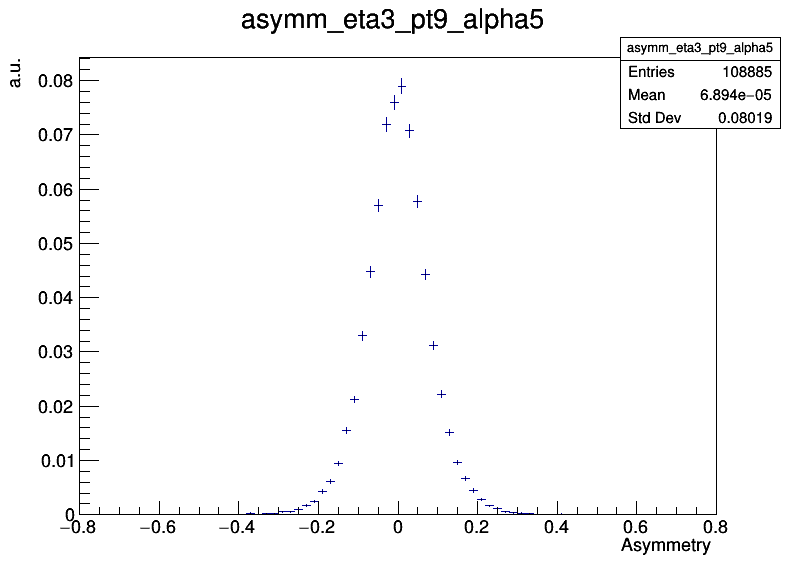 asymm_eta3_pt9_alpha5
a.u.
asymm_eta3_pt9_alpha5
Entries 108885
Mean 6.894e−05
Std Dev 0.08019
0.08
0.07
0.06
0.05
0.04
0.03
0.02
0.01
0
−0.8 −0.6 −0.4 −0.2 0 0.2 0.4 0.6 0.8
Asymmetry